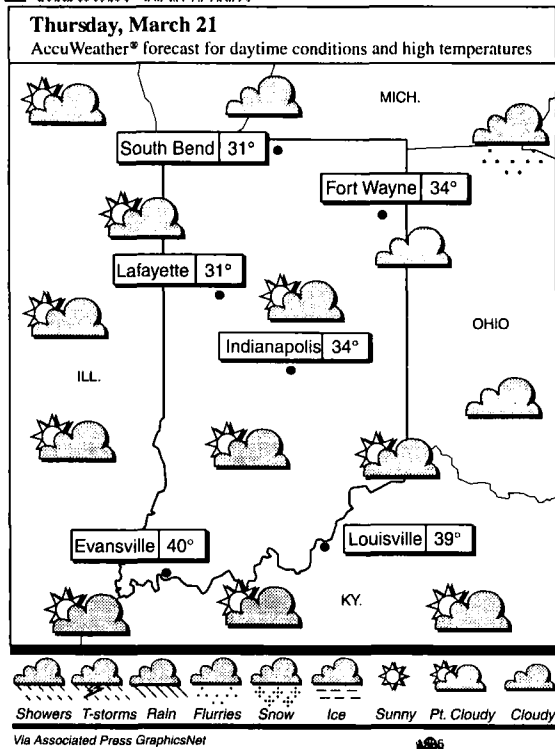 Thursday, March 21
AccuWeather® forecast for daytime conditions and high temperatures
MICH.
South Bend 31°
Fort Wayne 34°
Lafayette 31°
OHIO
Indianapolis 34°
ILL.
Evansville 40°
Louisville 39°
KY.
Showers T-storms Rain Flurries Snow Ice Sunny Pt. Cloudy Cloudy
Via Associated Press GraphicsNet